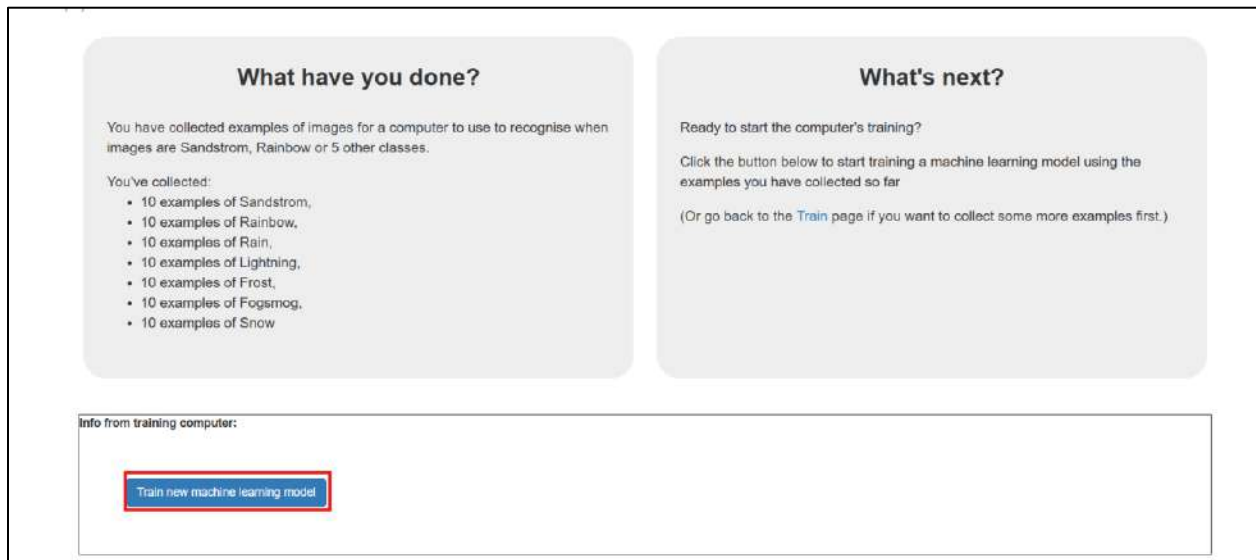 What have you done?
You have collected examples of images for a computer to use to recognise when
images are Sandstrom, Rainbow or 5 other classes.
You've collected:
• 10 examples of Sandstrom,
• 10 examples of Rainbow,
• 10 examples of Rain,
• 10 examples of Lightning,
• 10 examples of Frost,
• 10 examples of Fogsmog,
• 10 examples of Snow
What's next?
Ready to start the computer's training?
Click the button below to start training a machine learning model using the
examples you have collected so far
(Or go back to the Train page if you want to collect some more examples first.)
Info from training computer:
Train new machine learning model